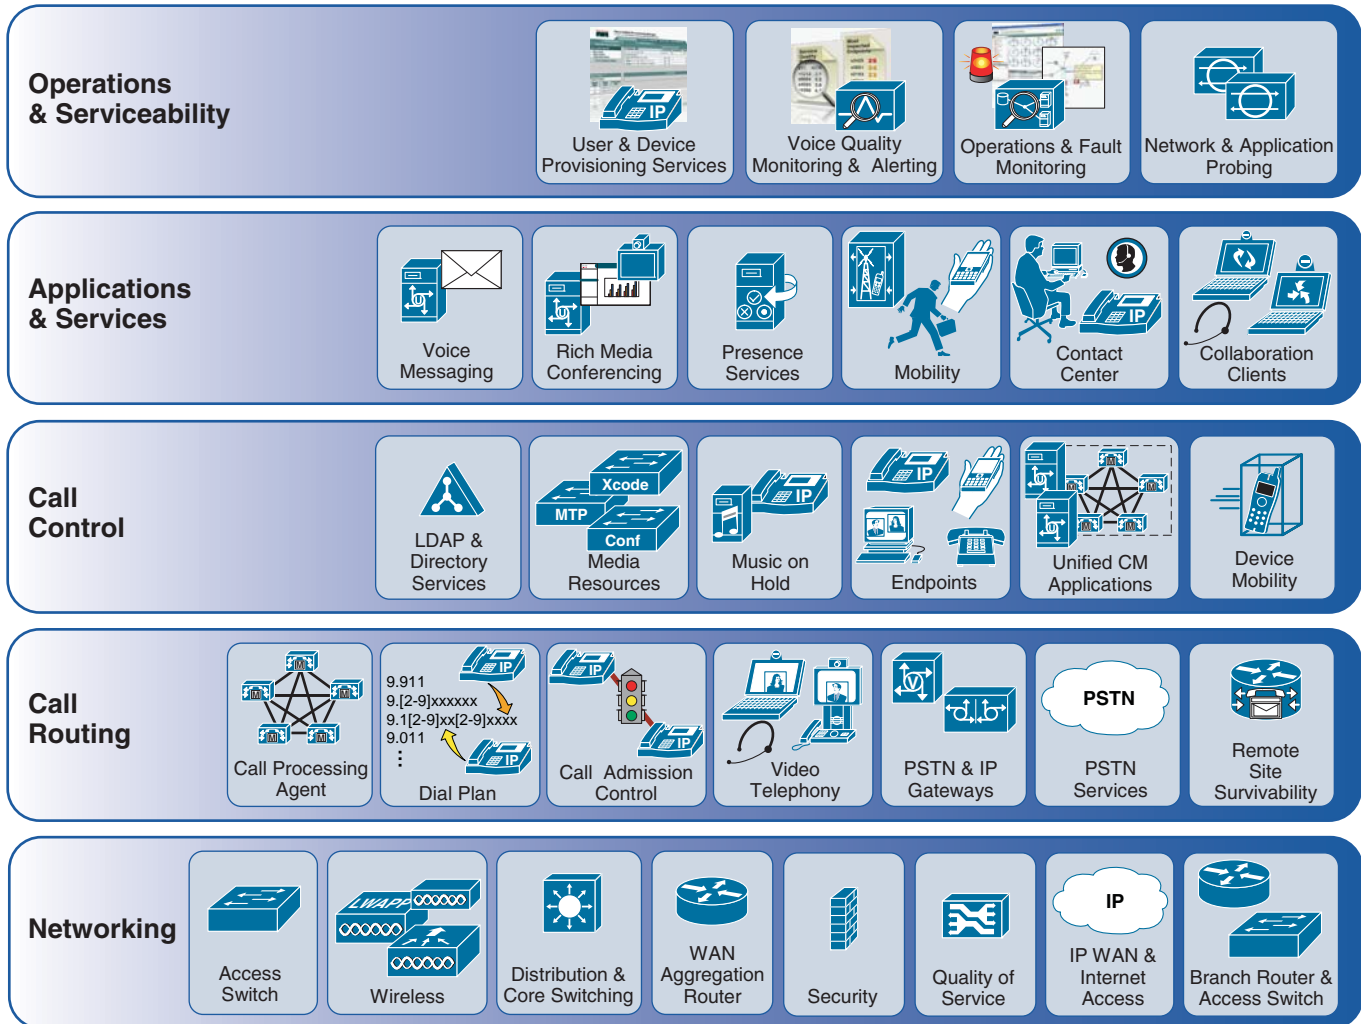 Operations
& Serviceability
IP
User & Device
Provisioning Services
Voice Quality
Monitoring & Alerting
Operations & Fault
Monitoring
Network & Application
Probing
Applications
& Services
Voice
Messaging
Rich Media
Conferencing
Presence
Services
Mobility
IP
Contact
Center
Collaboration
Clients
Call
Control
LDAP &
Directory
Services
Xcode
MTP
Conf
Media
Resources
IP
Music on
Hold
IP
Endpoints
M
M
M
M
M
Unified CM
Applications
Device
Mobility
Call
Routing
M
M
M
M
M
Call Processing
Agent
IP
9.911
9.[2-9]xxxxxx
9.1[2-9]xx[2-9]xxxx
9.011
IP
Dial Plan
IP
IP
Call Admission
Control
Video
Telephony
V
PSTN & IP
Gateways
PSTN
PSTN
Services
Remote
Site
Survivability
Networking
Access
Switch
LWAPP
Wireless
Distribution &
Core Switching
WAN
Aggregation
Router
Security
Quality of
Service
IP
IP WAN &
Internet
Access
Branch Router &
Access Switch